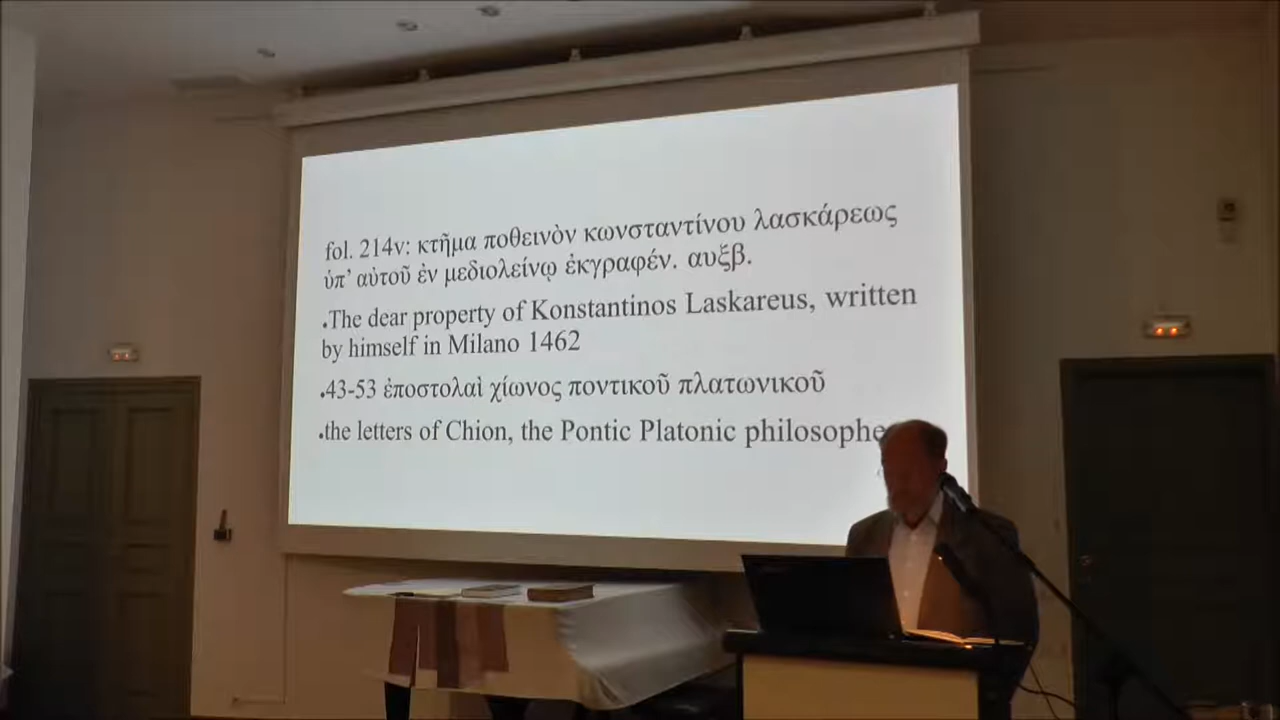 fol. 214v: κτῆμα ποθεινὸν κωνσταντίνου λασκάρεως
ὑπ’ αὐτοῦ ἐν μεδιολείνῳ ἐκγραφέν. αυξβ.
•The dear property of Konstantinos Laskareus, written
by himself in Milano 1462
•43-53 ἐποστολαὶ χίωνος ποντικοῦ πλατωνικοῦ
•the letters of Chion, the Pontic Platonic philosophe